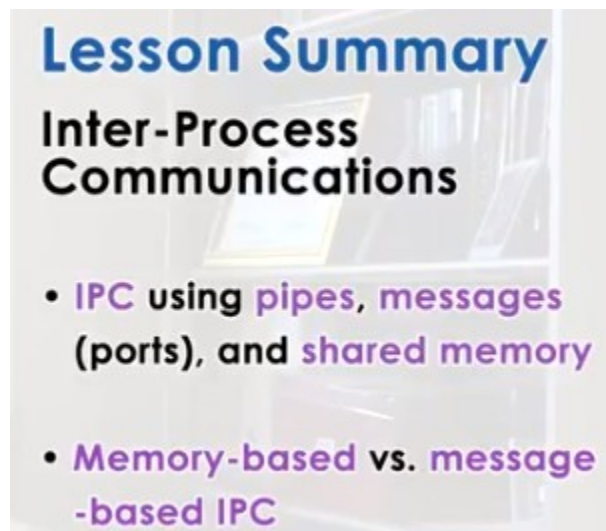 Lesson Summary
Inter-Process
Communications
• IPC using pipes, messages
(ports), and shared memory
• Memory-based vs. message
-based IPC